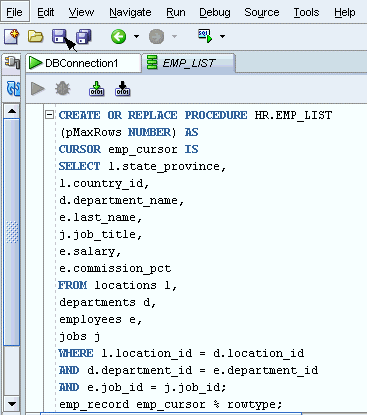 File Edit View Navigate Run Debug Source Tools Help
DBConnection1 EMP_LIST
CREATE OR REPLACE PROCEDURE HR.EMP_LIST
(pMaxRows NUMBER) AS
CURSOR emp_cursor IS
SELECT l.state_province,
l.country_id,
d.department_name,
e.last_name,
j.job_title,
e.salary,
e.commission_pct
FROM locations l,
departments d,
employees e,
jobs j
WHERE l.location_id = d.location_id
AND d.department_id = e.department_id
AND e.job_id = j.job_id;
emp_record emp_cursor % rowtype;